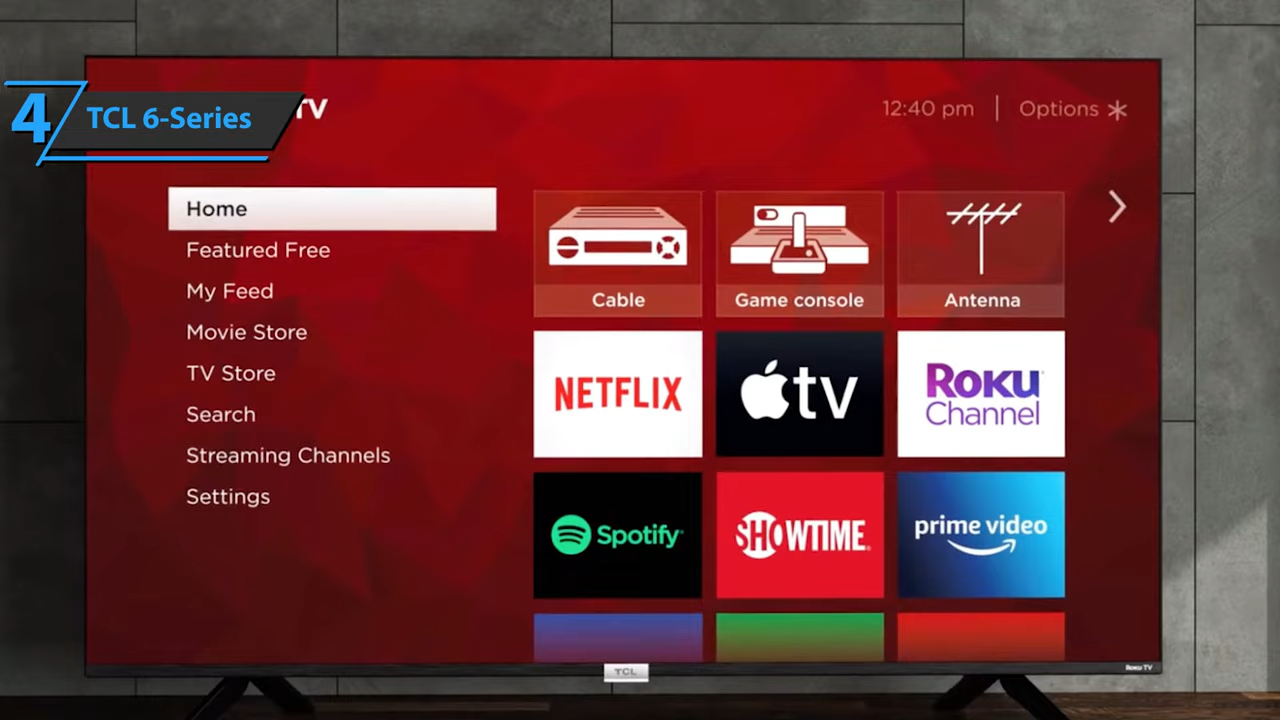 4
TCL 6-Series
TV
12:40 pm | Options *
Home
Featured Free
My Feed
Movie Store
TV Store
Search
Streaming Channels
Settings
Cable
Game console
Antenna
NETFLIX
tv
Roku
Channel
Spotify
SHOWTIME
prime video
TCL
Roku TV